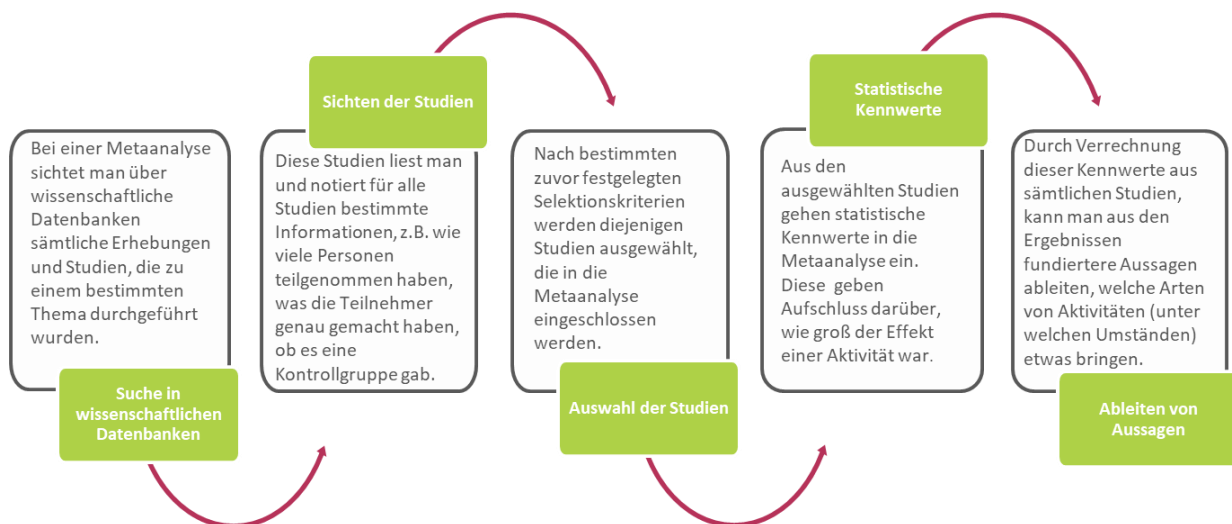 Bei einer Metaanalyse
sichtet man über
wissenschaftliche
Datenbanken
sämtliche Erhebungen
und Studien, die zu
einem bestimmten
Thema durchgeführt
wurden.
Suche in
wissenschaftlichen
Datenbanken
Sichten der Studien
Diese Studien liest man
und notiert für alle
Studien bestimmte
Informationen, z.B. wie
viele Personen
teilgenommen haben,
was die Teilnehmer
genau gemacht haben,
ob es eine
Kontrollgruppe gab.
Nach bestimmten
zuvor festgelegten
Selektionskriterien
werden diejenigen
Studien ausgewählt,
die in die
Metaanalyse
eingeschlossen
werden.
Auswahl der Studien
Statistische
Kennwerte
Aus den
ausgewählten Studien
gehen statistische
Kennwerte in die
Metaanalyse ein.
Diese geben
Aufschluss darüber,
wie groß der Effekt
einer Aktivität war.
Durch Verrechnung
dieser Kennwerte aus
sämtlichen Studien,
kann man aus den
Ergebnissen
fundiertere Aussagen
ableiten, welche Arten
von Aktivitäten (unter
welchen Umständen)
etwas bringen.
Ableiten von
Aussagen